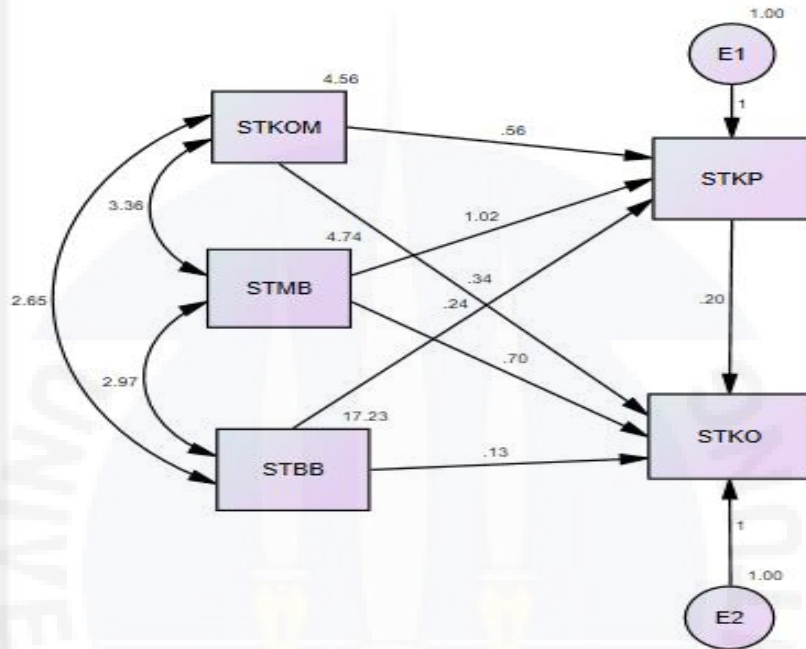 1.00
E1
4.56
STKOM
1
.56
STKP
3.36
1.02
4.74
STMB
.34
2.65
.24
.20
2.97
.70
17.23
STKO
STBB
.13
1
1.00
E2
UNIVE